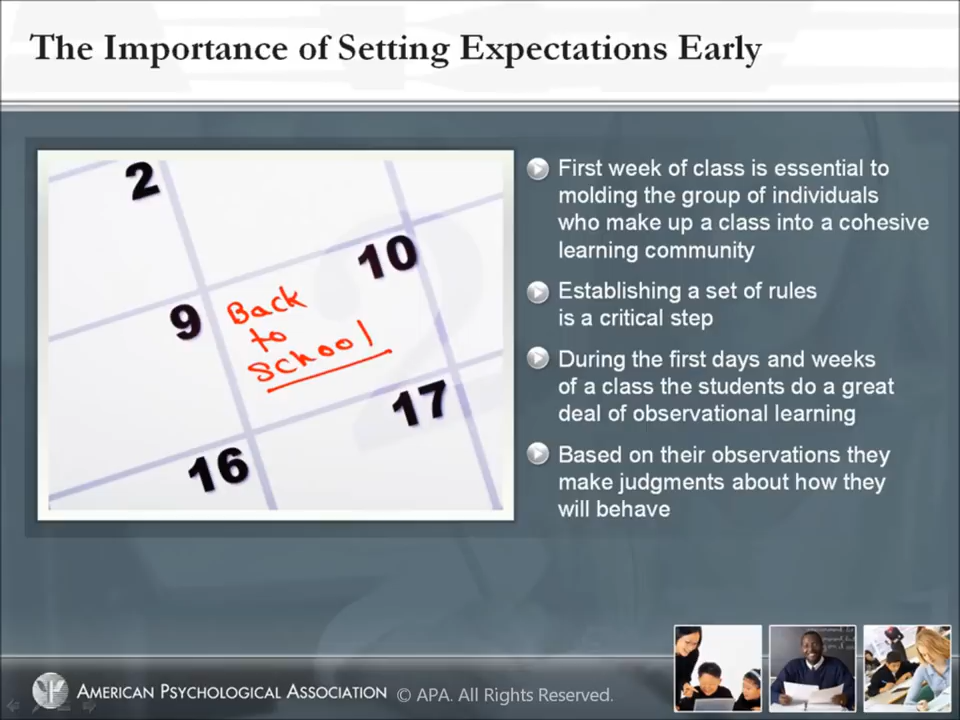 The Importance of Setting Expectations Early
2
10
9
Back
to
School
17
16
First week of class is essential to
molding the group of individuals
who make up a class into a cohesive
learning community
Establishing a set of rules
is a critical step
During the first days and weeks
of a class the students do a great
deal of observational learning
Based on their observations they
make judgments about how they
will behave
AMERICAN PSYCHOLOGICAL ASSOCIATION © APA. All Rights Reserved.